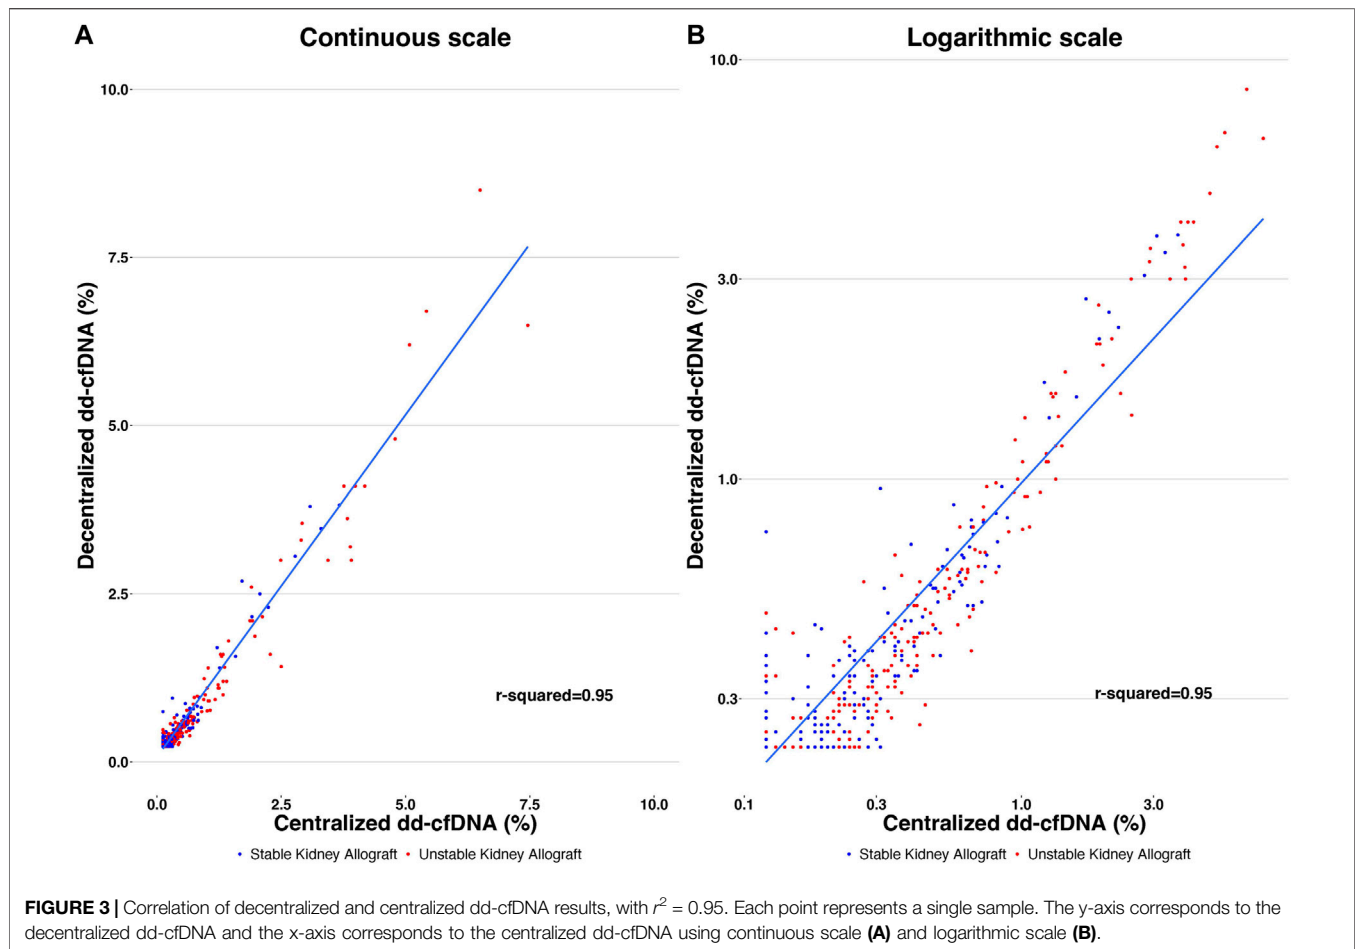 A
Continuous scale
10.0
7.5
5.0
2.5
0.0
Decentralized dd-cfDNA (%)
r-squared=0.95
0.0 2.5 5.0 7.5 10.0
Centralized dd-cfDNA (%)
Stable Kidney Allograft Unstable Kidney Allograft
B
Logarithmic scale
10.0
3.0
1.0
0.3
Decentralized dd-cfDNA (%)
r-squared=0.95
0.1 0.3 1.0 3.0
Centralized dd-cfDNA (%)
Stable Kidney Allograft Unstable Kidney Allograft
FIGURE 3 | Correlation of decentralized and centralized dd-cfDNA results, with r² = 0.95. Each point represents a single sample. The y-axis corresponds to the
decentralized dd-cfDNA and the x-axis corresponds to the centralized dd-cfDNA using continuous scale (A) and logarithmic scale (B).